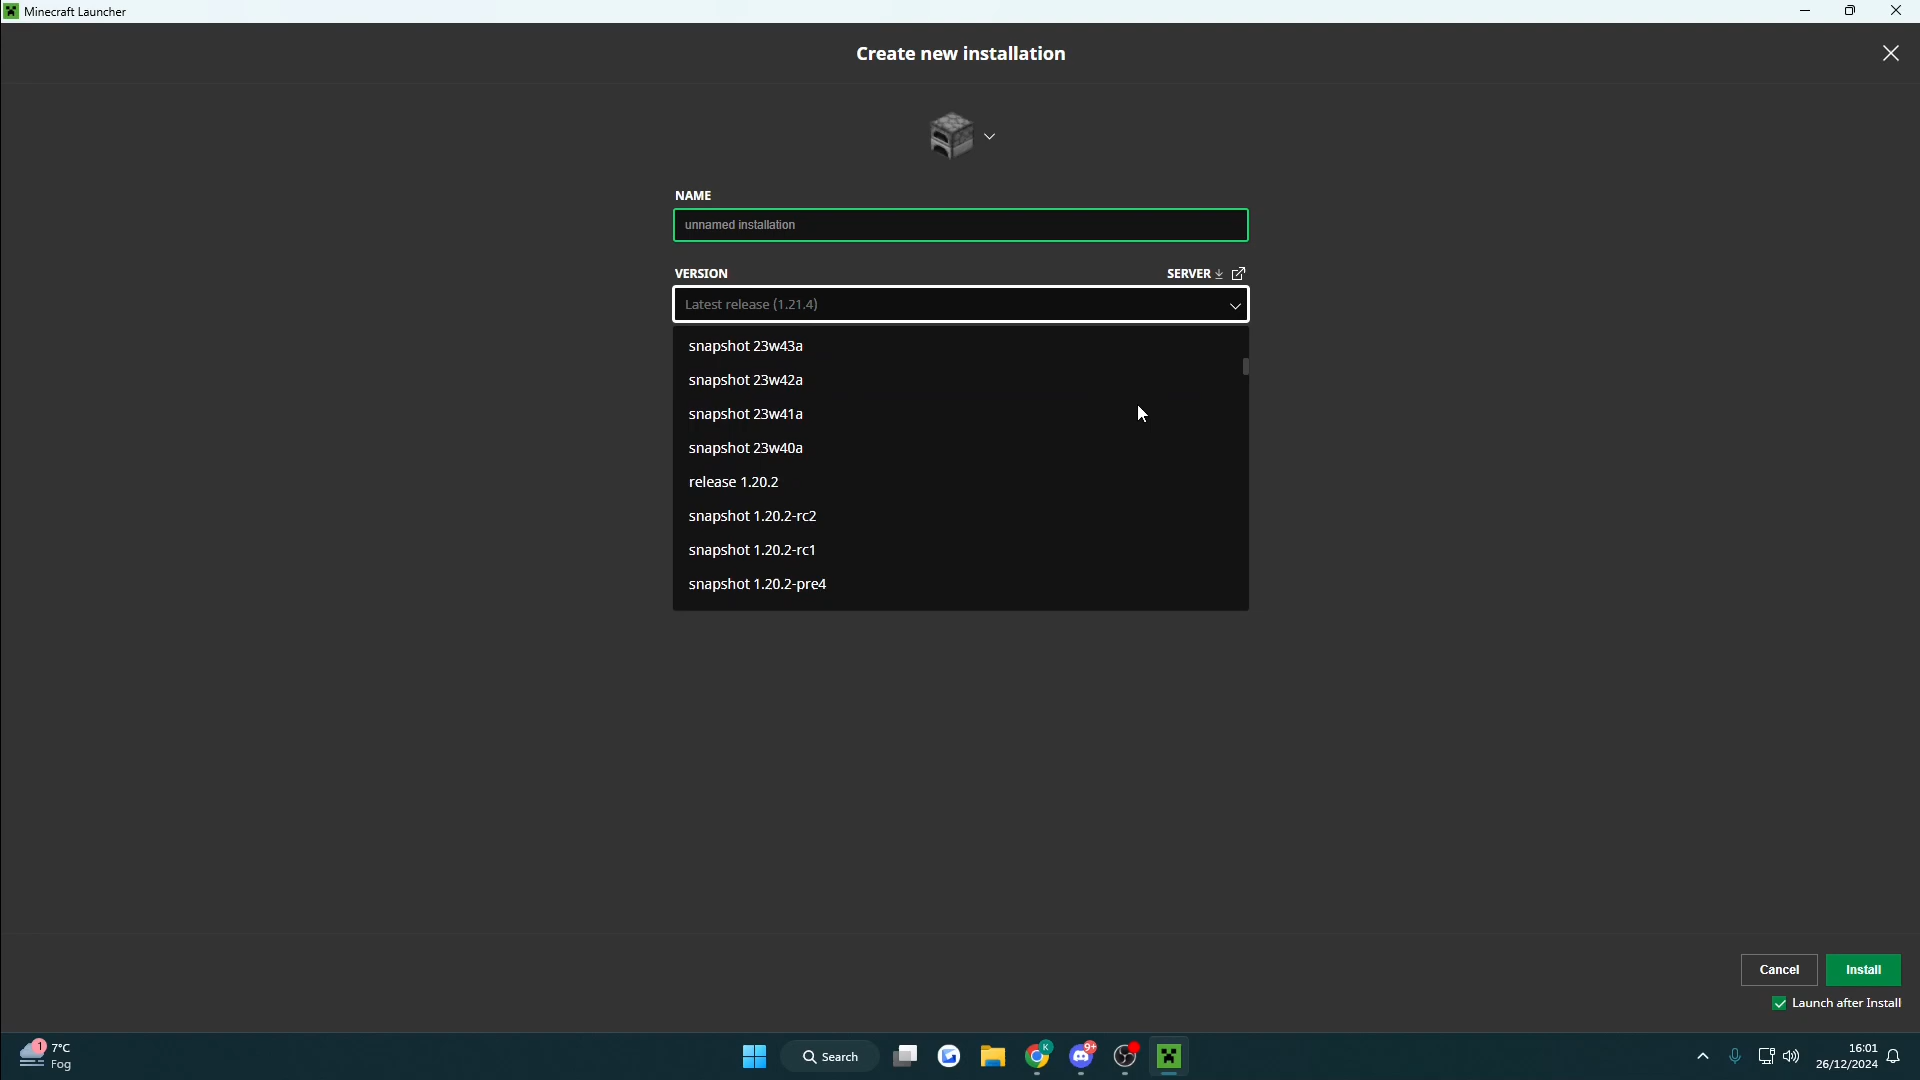 Minecraft Launcher
Create new installation
NAME
unnamed installation
VERSION
SERVER
Latest release (1.21.4)
snapshot 23w43a
snapshot 23w42a
snapshot 23w41a
snapshot 23w40a
release 1.20.2
snapshot 1.20.2-rc2
snapshot 1.20.2-rc1
snapshot 1.20.2-pre4
Cancel
Install
Launch after Install
1
7°C
Fog
Search
K
9+
16:01
26/12/2024